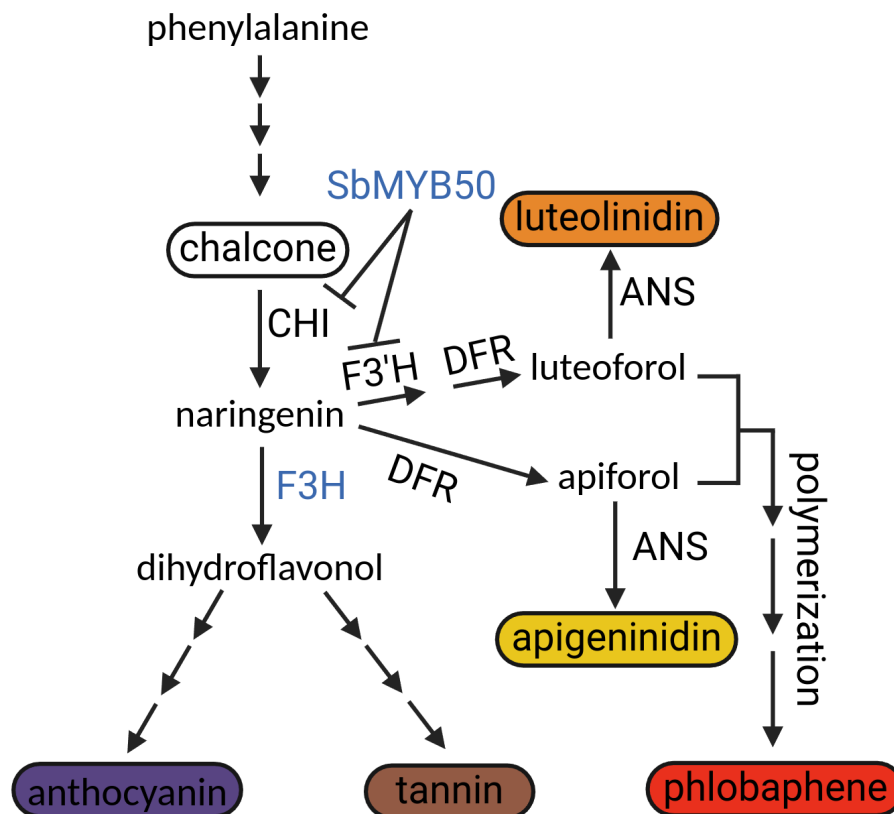 phenylalanine
SbMYB50
luteolinidin
chalcone
ANS
CHI
F3'H
DFR
luteoforol
naringenin
DFR
apiforol
F3H
polymerization
ANS
dihydroflavonol
apigeninidin
anthocyanin
tannin
phlobaphene